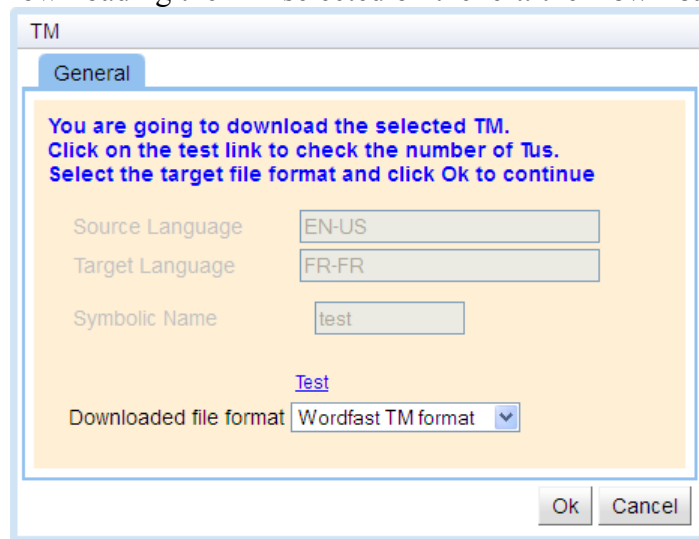 TM
General
You are going to download the selected TM.
Click on the test link to check the number of Tus.
Select the target file format and click Ok to continue
Source Language EN-US
Target Language FR-FR
Symbolic Name test
Test
Downloaded file format Wordfast TM format
Ok Cancel